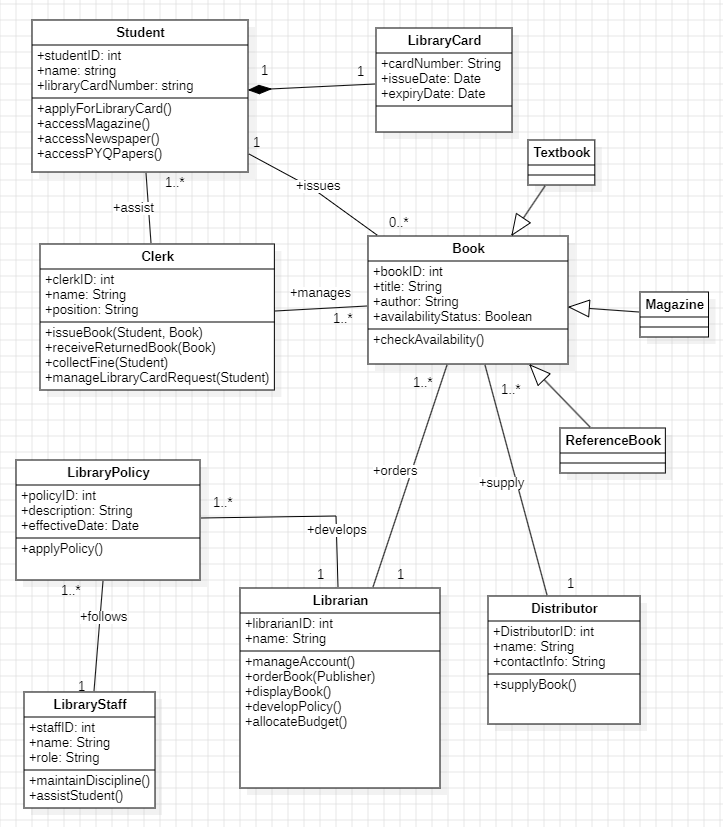 Student
+studentID: int
+name: string
+libraryCardNumber: string
+applyForLibraryCard()
+accessMagazine()
+accessNewspaper()
+accessPYQPapers()
LibraryCard
+cardNumber: String
+issueDate: Date
+expiryDate: Date
1
1
1
+issues
0..*
1..*
+assist
Textbook
Clerk
+clerkID: int
+name: String
+position: String
+issueBook(Student, Book)
+receiveReturnedBook(Book)
+collectFine(Student)
+manageLibraryCardRequest(Student)
+manages
1..*
Book
+bookID: int
+title: String
+author: String
+availabilityStatus: Boolean
+checkAvailability()
Magazine
ReferenceBook
1..*
+orders
1
1..*
+supply
1
LibraryPolicy
+policyID: int
+description: String
+effectiveDate: Date
+applyPolicy()
1..*
+develops
1
1..*
+follows
1
Librarian
+librarianID: int
+name: String
+manageAccount()
+orderBook(Publisher)
+displayBook()
+developPolicy()
+allocateBudget()
Distributor
+DistributorID: int
+name: String
+contactInfo: String
+supplyBook()
LibraryStaff
+staffID: int
+name: String
+role: String
+maintainDiscipline()
+assistStudent()